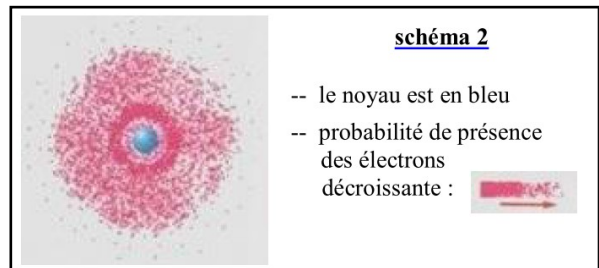 schéma 2
-- le noyau est en bleu
-- probabilité de présence
des électrons
décroissante :